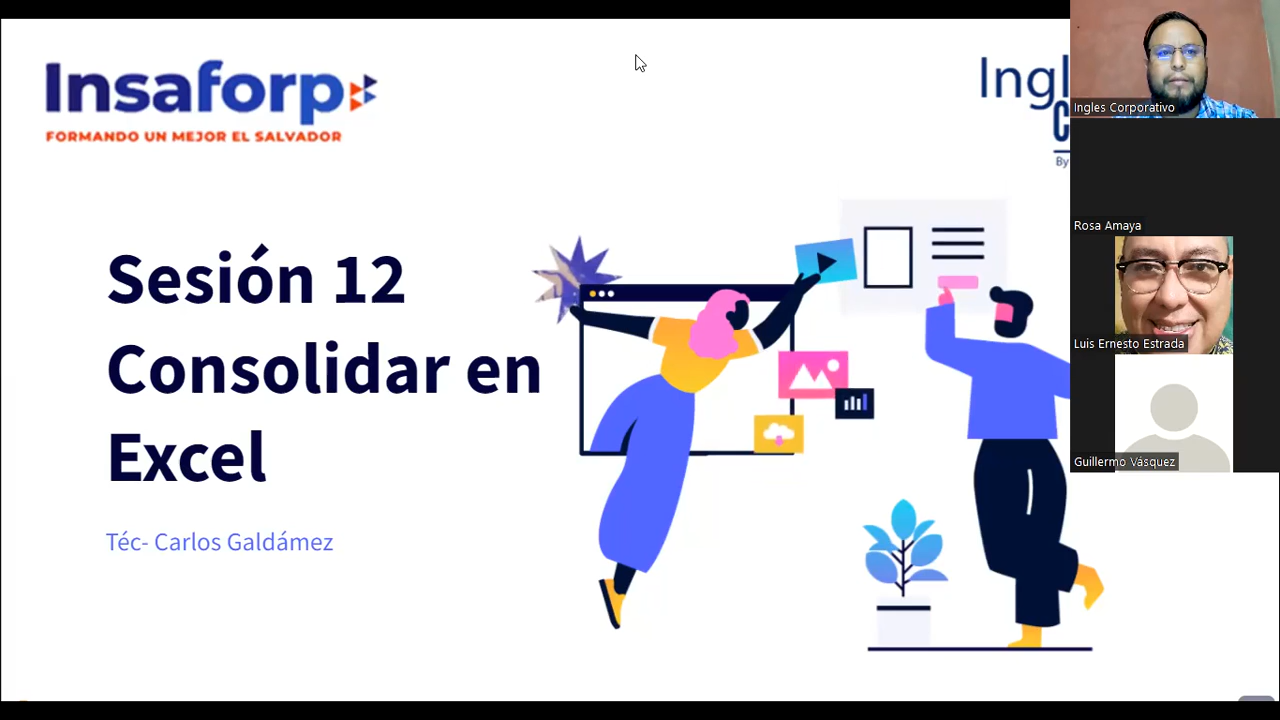 Insaforp
FORMANDO UN MEJOR EL SALVADOR
Sesión 12
Consolidar en
Excel
Téc- Carlos Galdámez
Ingl
By
Ingles Corporativo
Rosa Amaya
Luis Ernesto Estrada
Guillermo Vásquez